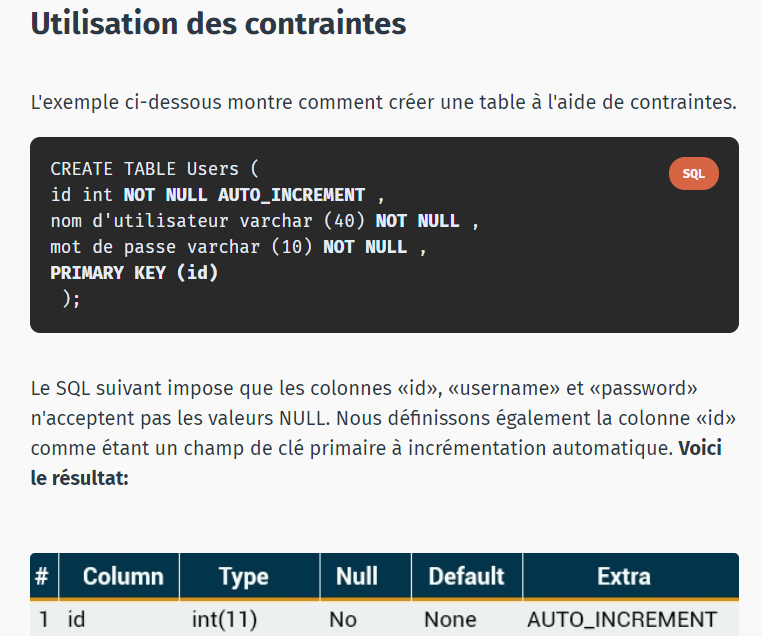 Utilisation des contraintes
L'exemple ci-dessous montre comment créer une table à l'aide de contraintes.
CREATE TABLE Users (
SQL
id int NOT NULL AUTO_INCREMENT ,
nom d'utilisateur varchar (40) NOT NULL ,
mot de passe varchar (10) NOT NULL ,
PRIMARY KEY (id)
);
Le SQL suivant impose que les colonnes «id», «username» et «password»
n'acceptent pas les valeurs NULL. Nous définissons également la colonne «id»
comme étant un champ de clé primaire à incrémentation automatique. Voici
le résultat:
# Column Type Null Default Extra
1 id int(11) No None AUTO_INCREMENT